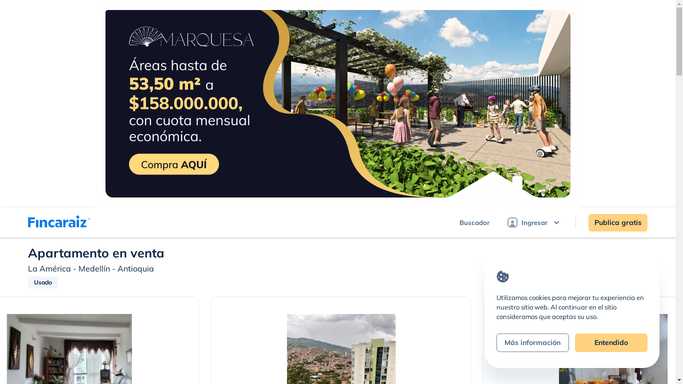 MARQUESA
Áreas hasta de
53,50 m² a
$158.000.000,
con cuota mensual
económica.
Compra AQUÍ
Fincaraiz
Buscador
Ingresar
Publica gratis
Apartamento en venta
La América - Medellín - Antioquia
Usado
Utilizamos cookies para mejorar tu experiencia en
nuestro sitio web. Al continuar en el sitio
consideramos que aceptas su uso.
Más información
Entendido